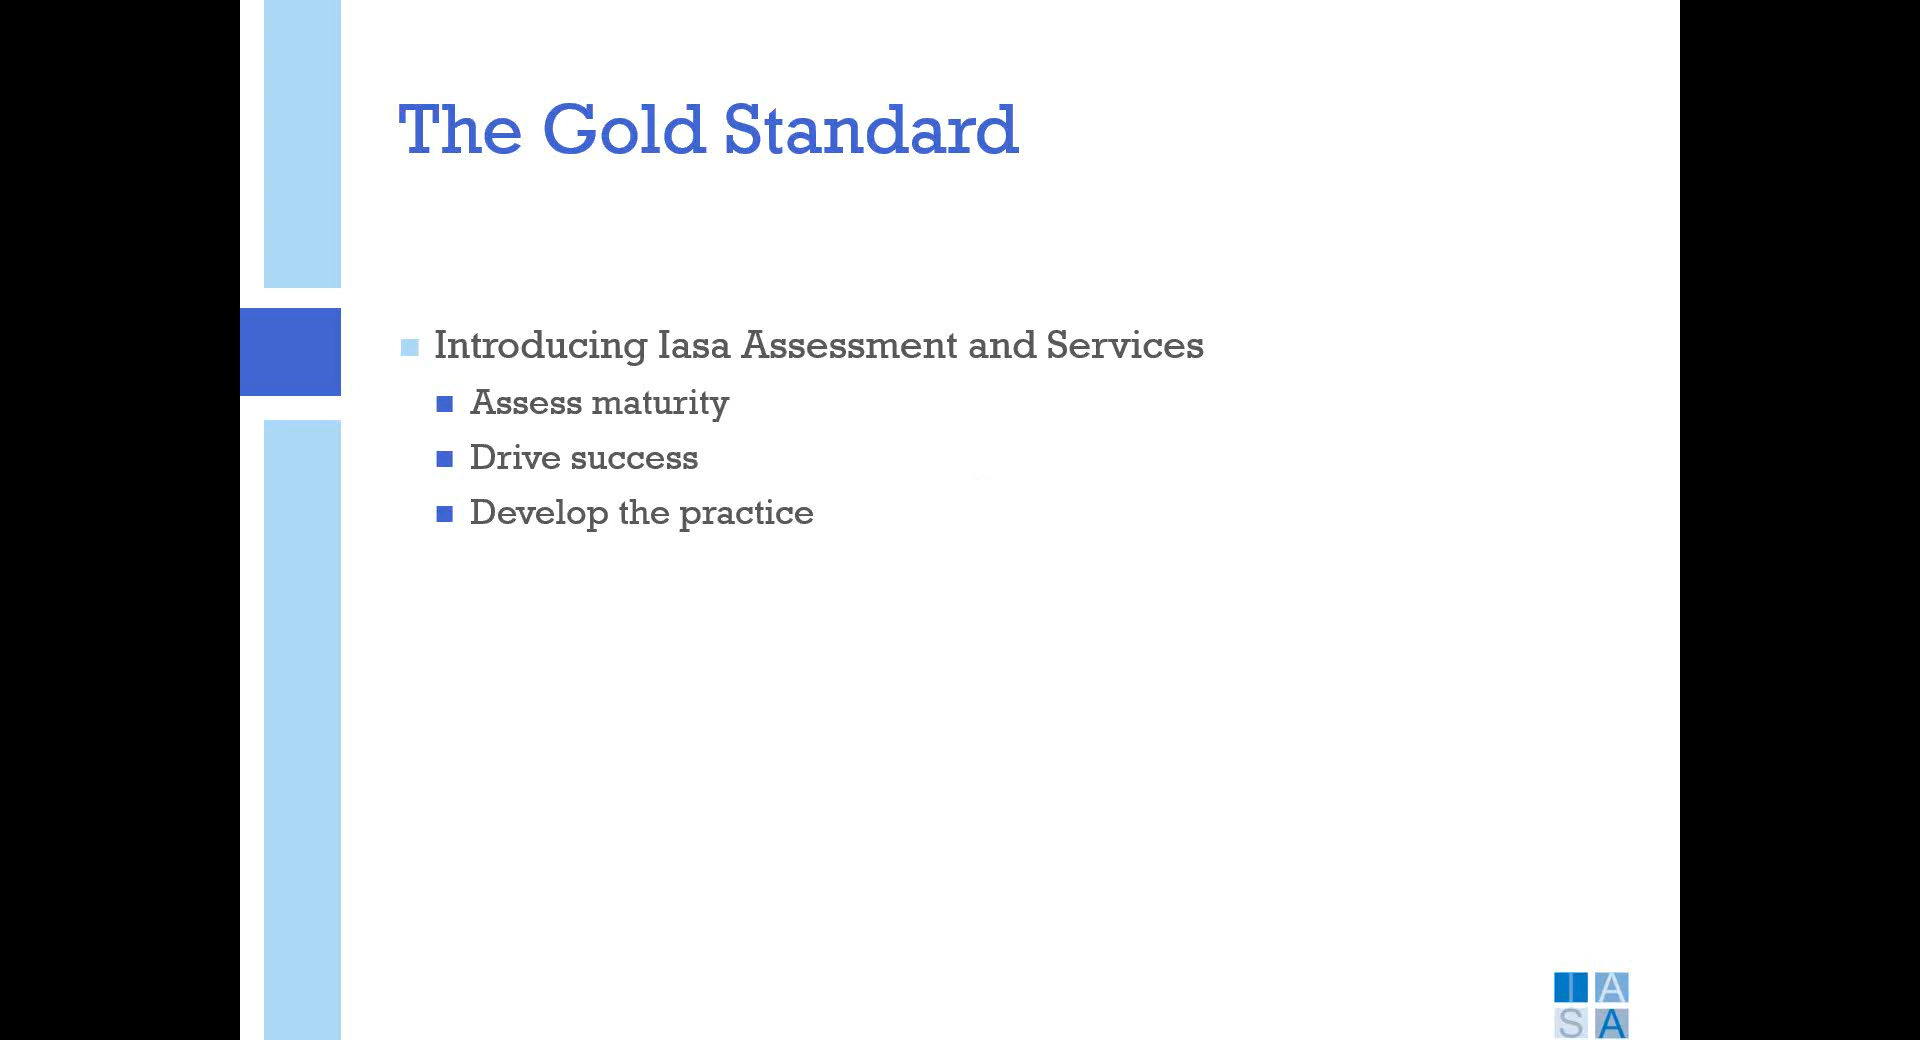 The Gold Standard
Introducing Iasa Assessment and Services
Assess maturity
Drive success
Develop the practice
I A
S A